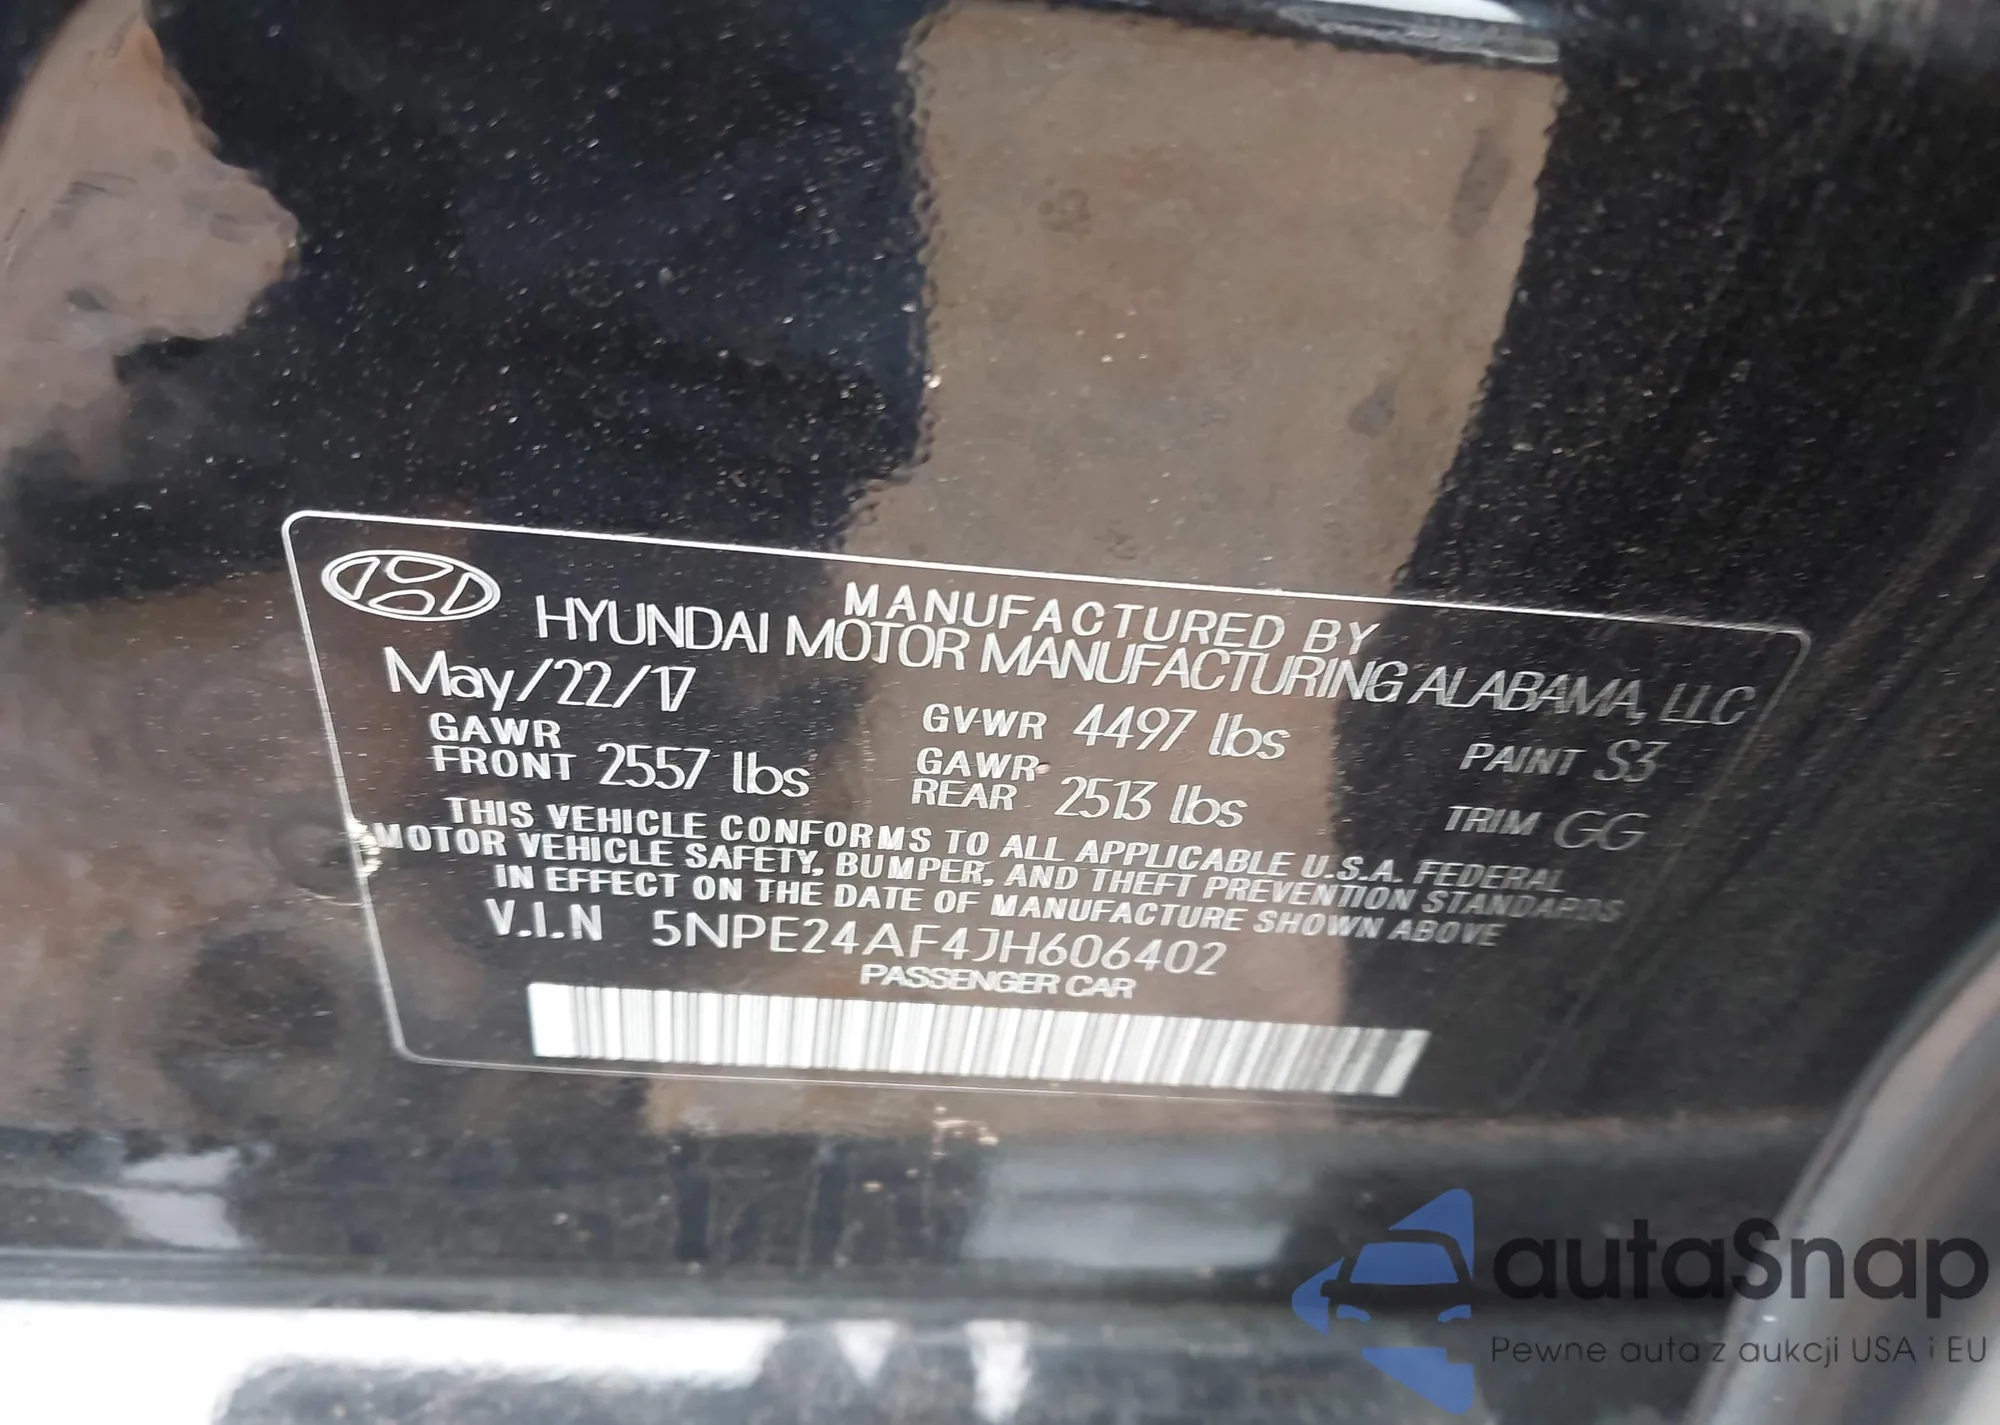 MANUFACTURED BY
HYUNDAI MOTOR MANUFACTURING ALABAMA, LLC
May/22/17
GVWR 4497 lbs
PAINT S3
GAWR FRONT 2557 lbs
GAWR REAR 2513 lbs
TRIM GG
THIS VEHICLE CONFORMS TO ALL APPLICABLE U.S.A. FEDERAL
MOTOR VEHICLE SAFETY, BUMPER, AND THEFT PREVENTION STANDARDS
IN EFFECT ON THE DATE OF MANUFACTURE SHOWN ABOVE
V.I.N 5NPE24AF4JH606402
PASSENGER CAR
autaSnap
Pewne auta z aukcji USA i EU